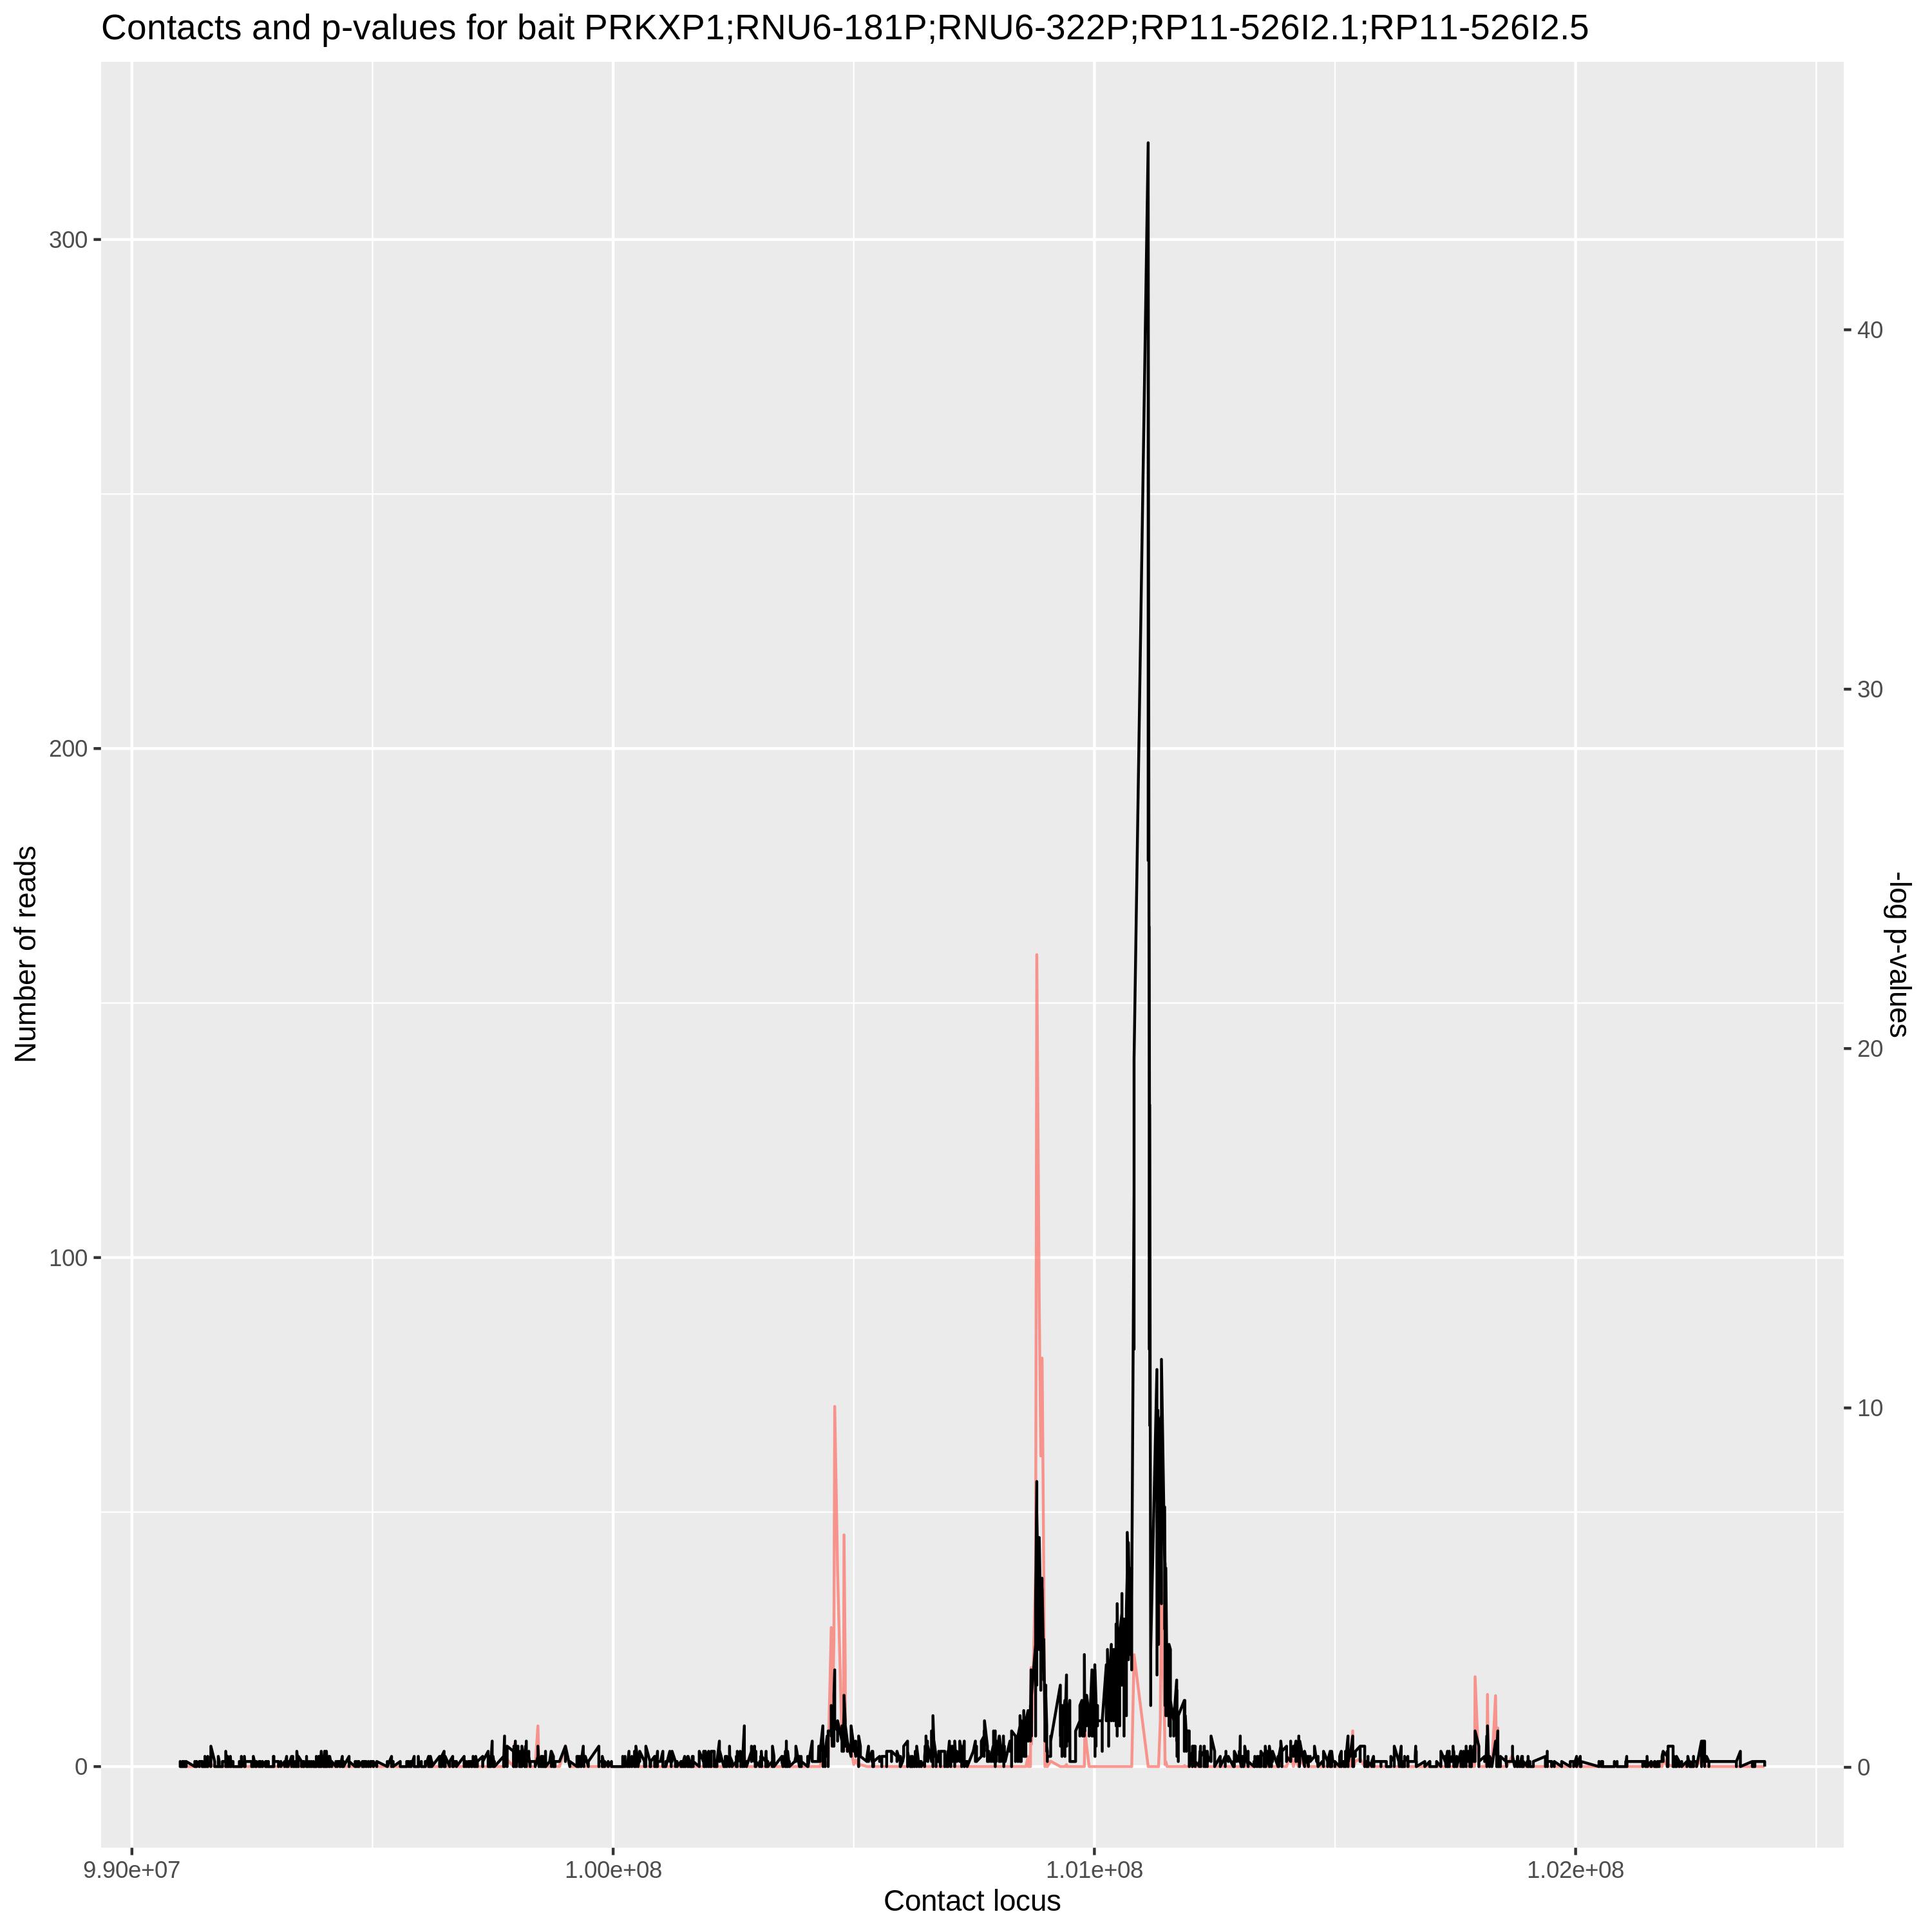 Contacts and p-values for bait PRKXP1;RNU6-181P;RNU6-322P;RP11-526I2.1;RP11-526I2.5
Number of reads
300
200
100
0
-log p-values
40
30
20
10
0
9.90e+07 1.00e+08 1.01e+08 1.02e+08
Contact locus